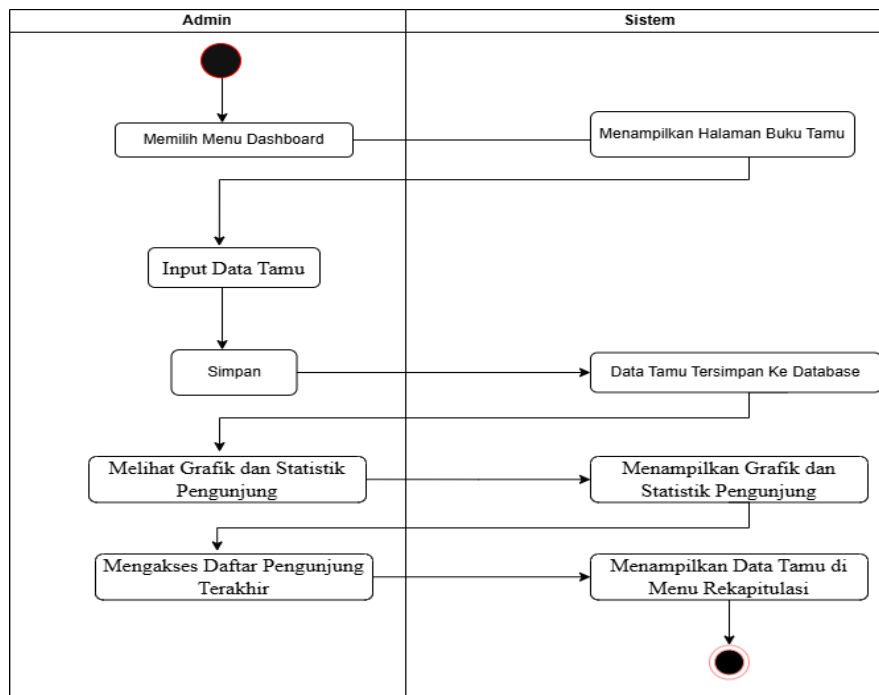 Admin
Sistem
Memilih Menu Dashboard
Menampilkan Halaman Buku Tamu
Input Data Tamu
Simpan
Data Tamu Tersimpan Ke Database
Melihat Grafik dan Statistik
Pengunjung
Menampilkan Grafik dan
Statistik Pengunjung
Mengakses Daftar Pengunjung
Terakhir
Menampilkan Data Tamu di
Menu Rekapitulasi